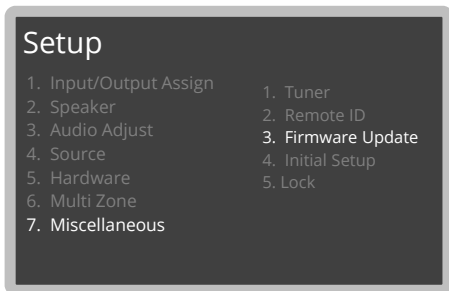 Setup
1. Input/Output Assign
2. Speaker
3. Audio Adjust
4. Source
5. Hardware
6. Multi Zone
7. Miscellaneous
1. Tuner
2. Remote ID
3. Firmware Update
4. Initial Setup
5. Lock